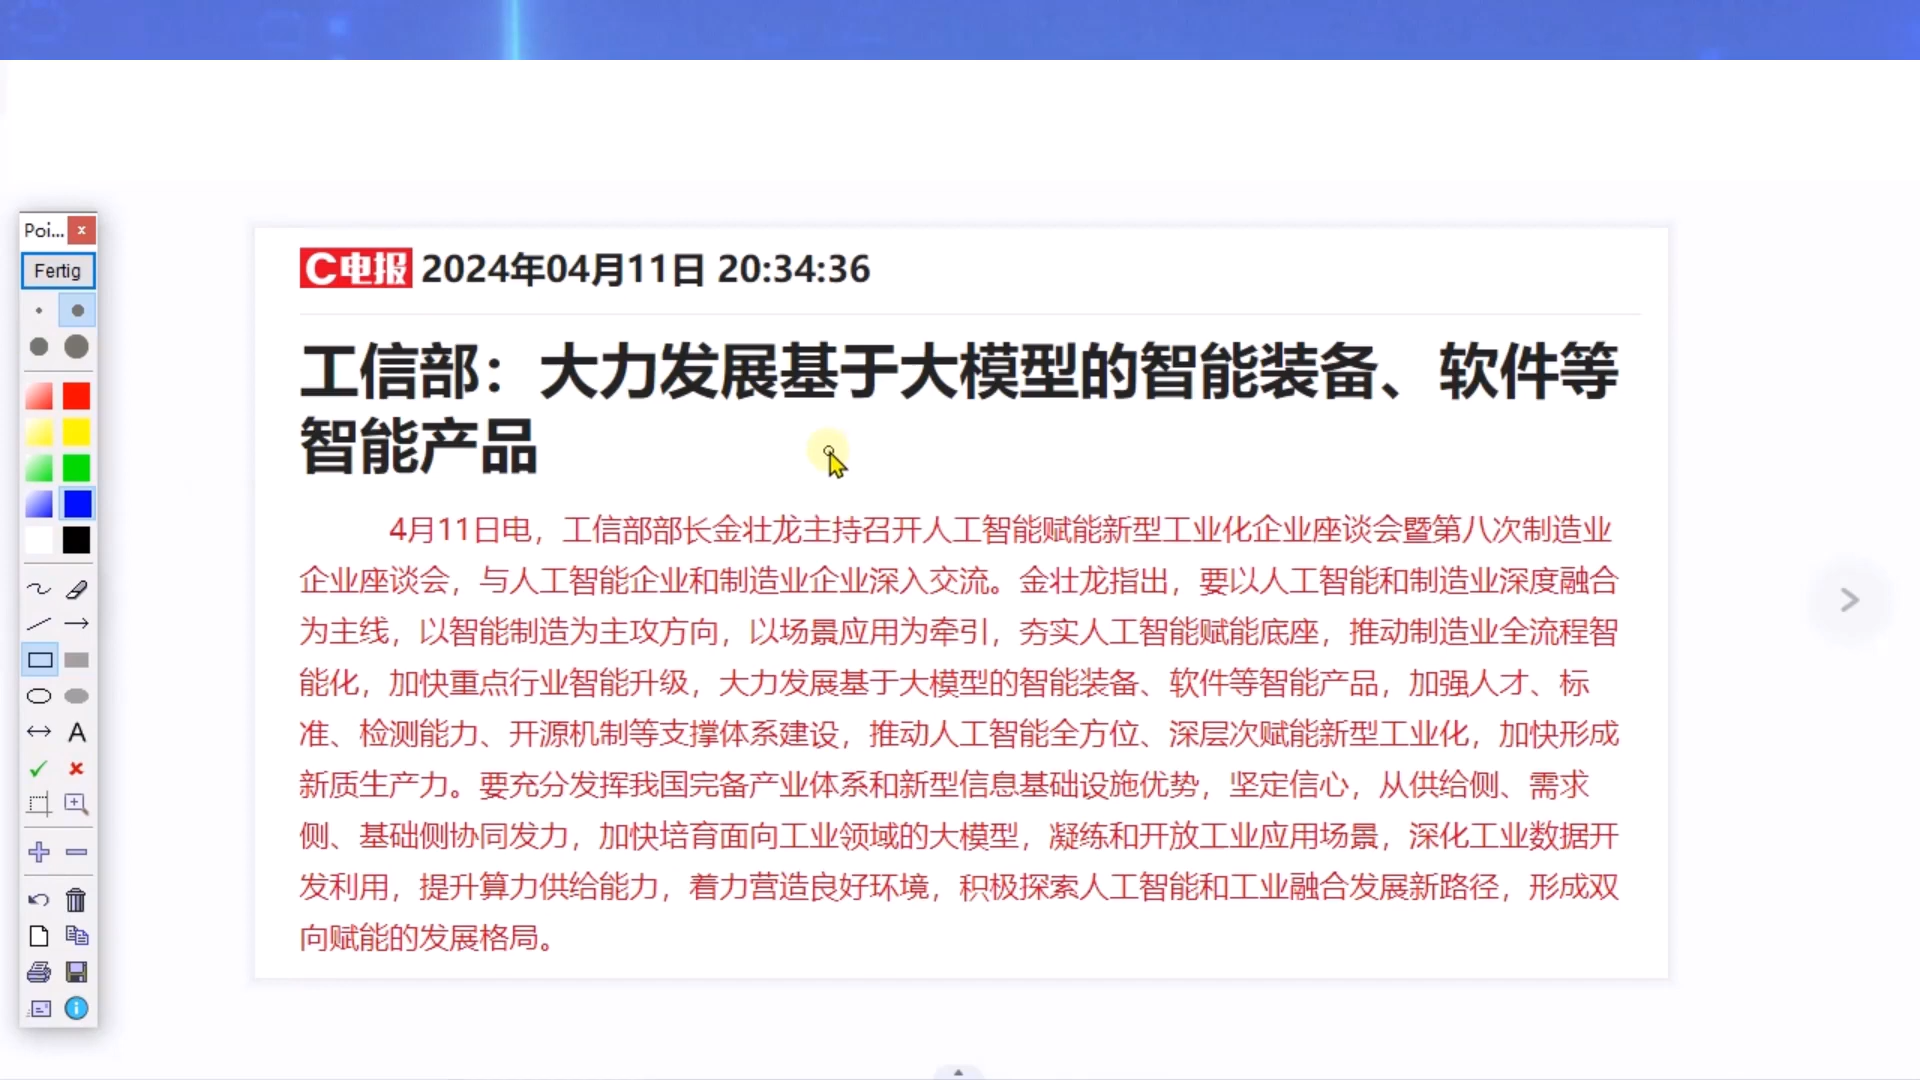 Poi...
Fertig
A
C电报 2024年04月11日 20:34:36
工信部：大力发展基于大模型的智能装备、软件等
智能产品
4月11日电，工信部部长金壮龙主持召开人工智能赋能新型工业化企业座谈会暨第八次制造业
企业座谈会，与人工智能企业和制造业企业深入交流。金壮龙指出，要以人工智能和制造业深度融合
为主线，以智能制造为主攻方向，以场景应用为牵引，夯实人工智能赋能底座，推动制造业全流程智
能化，加快重点行业智能升级，大力发展基于大模型的智能装备、软件等智能产品，加强人才、标
准、检测能力、开源机制等支撑体系建设，推动人工智能全方位、深层次赋能新型工业化，加快形成
新质生产力。要充分发挥我国完备产业体系和新型信息基础设施优势，坚定信心，从供给侧、需求
侧、基础侧协同发力，加快培育面向工业领域的大模型，凝练和开放工业应用场景，深化工业数据开
发利用，提升算力供给能力，着力营造良好环境，积极探索人工智能和工业融合发展新路径，形成双
向赋能的发展格局。